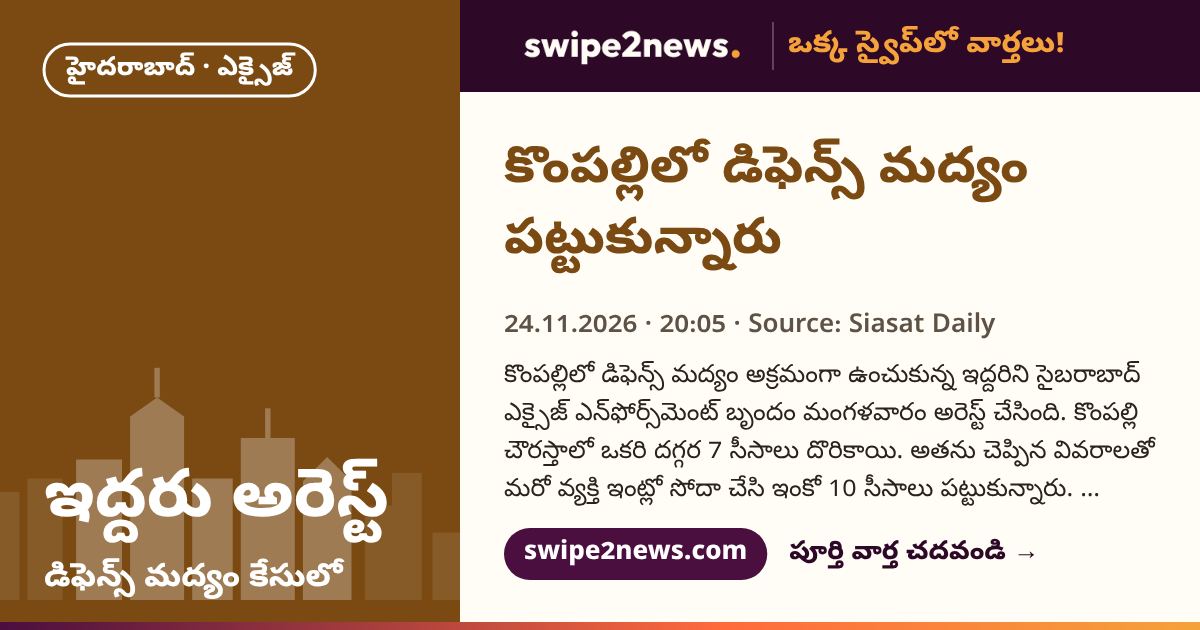 హైదరాబాద్ · ఎక్సైజ్
ఇద్దరు అరెస్ట్
డిఫెన్స్ మద్యం కేసులో
swipe2news.
ఒక్క స్వైప్‌లో వార్తలు!
కొంపల్లిలో డిఫెన్స్ మద్యం
పట్టుకున్నారు
24.11.2026 · 20:05 · Source: Siasat Daily
కొంపల్లిలో డిఫెన్స్ మద్యం అక్రమంగా ఉంచుకున్న ఇద్దరిని సైబరాబాద్
ఎక్సైజ్ ఎన్‌ఫోర్స్‌మెంట్ బృందం మంగళవారం అరెస్ట్ చేసింది. కొంపల్లి
చౌరస్తాలో ఒకరి దగ్గర 7 సీసాలు దొరికాయి. అతను చెప్పిన వివరాలతో
మరో వ్యక్తి ఇంట్లో సోదా చేసి ఇంకో 10 సీసాలు పట్టుకున్నారు. ...
swipe2news.com
పూర్తి వార్త చదవండి →